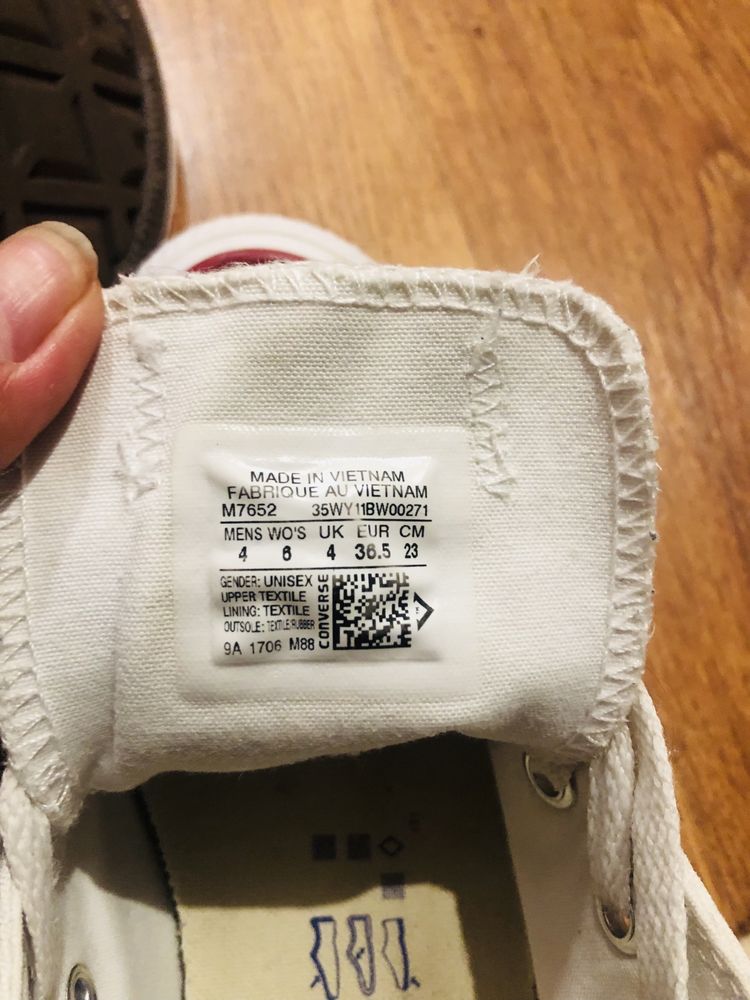 MADE IN VIETNAM
FABRIQUE AU VIETNAM
M7652 35WY11BW00271
MENS WO'S UK EUR CM
4 6 4 36.5 23
GENDER: UNISEX
UPPER TEXTILE
LINING: TEXTILE
OUTSOLE: TEXTILE/RUBBER
9A 1706 M88
CONVERSE